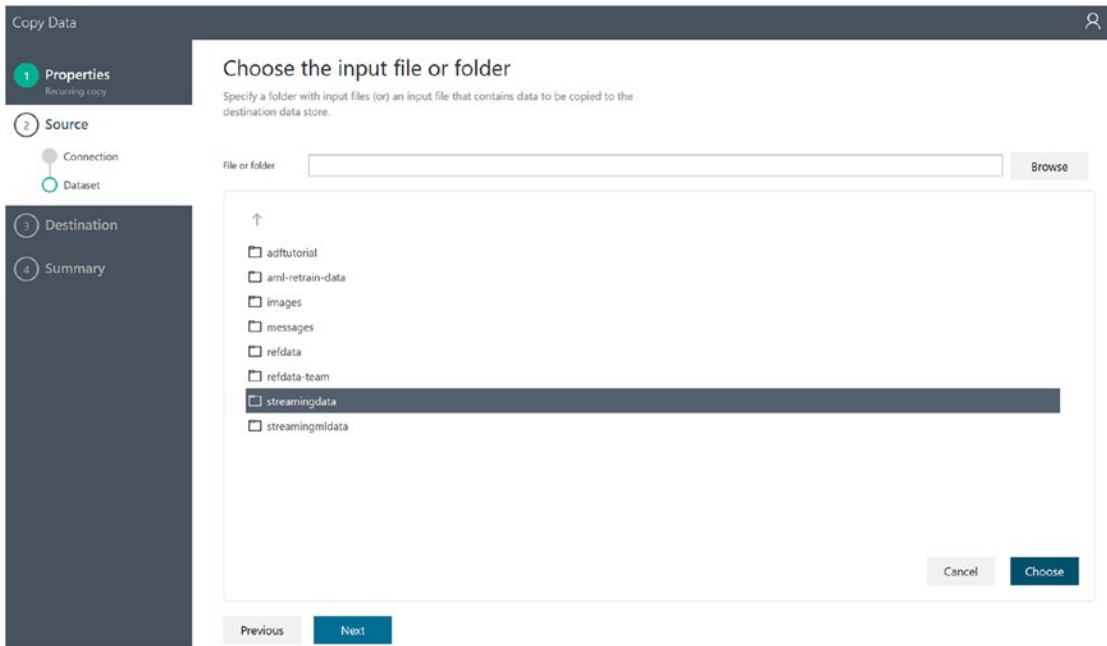 Copy Data
1 Properties
Recurring copy
2 Source
Connection
Dataset
3 Destination
4 Summary
Choose the input file or folder
Specify a folder with input files (or) an input file that contains data to be copied to the
destination data store.
File or folder
Browse
adftutorial
aml-retrain-data
images
messages
refdata
refdata-team
streamingdata
streamingmldata
Cancel
Choose
Previous
Next